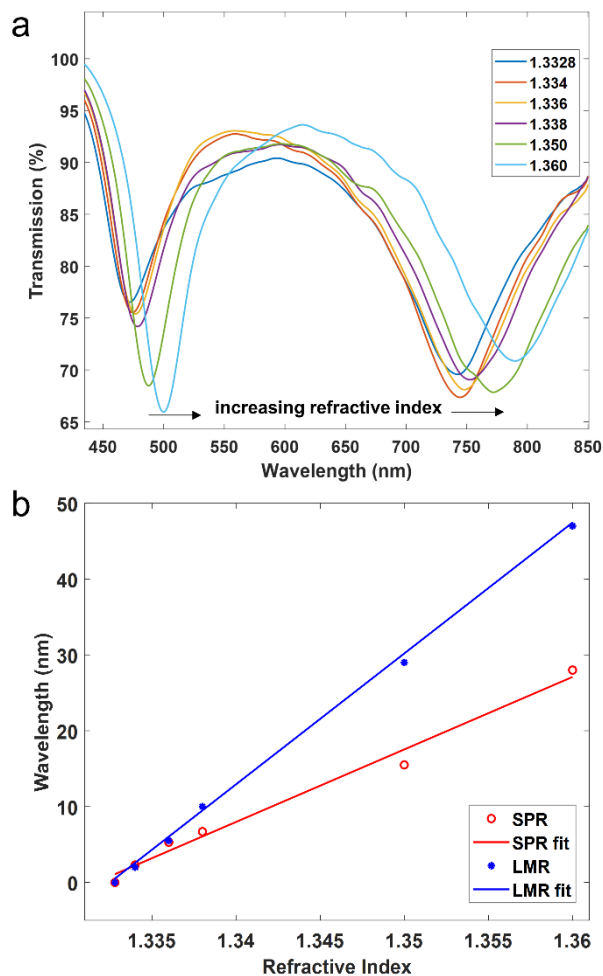 a
Transmission (%)
100
95
90
85
80
75
70
65
1.3328
1.334
1.336
1.338
1.350
1.360
increasing refractive index
450 500 550 600 650 700 750 800 850
Wavelength (nm)
b
Wavelength (nm)
50
40
30
20
10
0
SPR
SPR fit
LMR
LMR fit
1.335 1.34 1.345 1.35 1.355 1.36
Refractive Index